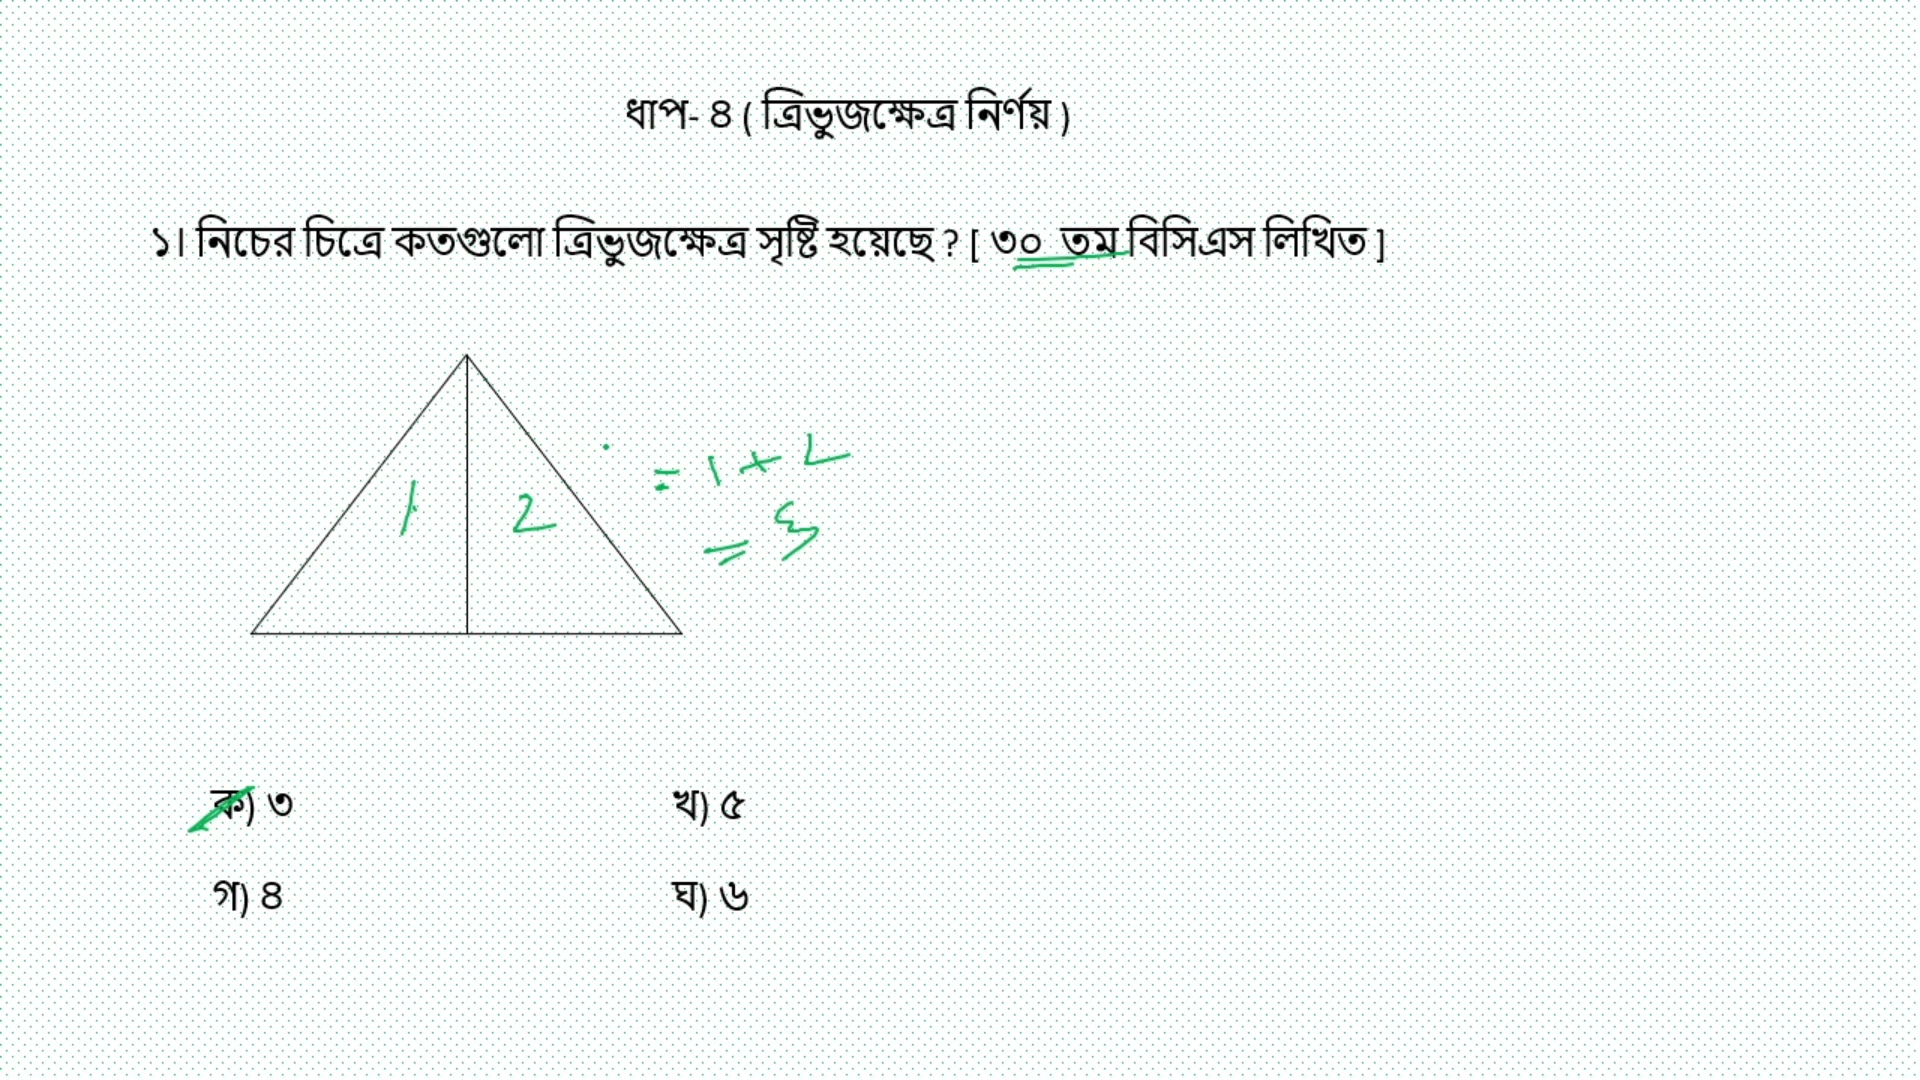 ধাপ- ৪ ( ত্রিভুজক্ষেত্র নির্ণয় )
১। নিচের চিত্রে কতগুলো ত্রিভুজক্ষেত্র সৃষ্টি হয়েছে ? [ ৩০ তম বিসিএস লিখিত ]
1 2
= 1 + 2
= 3
ক) ৩ খ) ৫
গ) ৪ ঘ) ৬